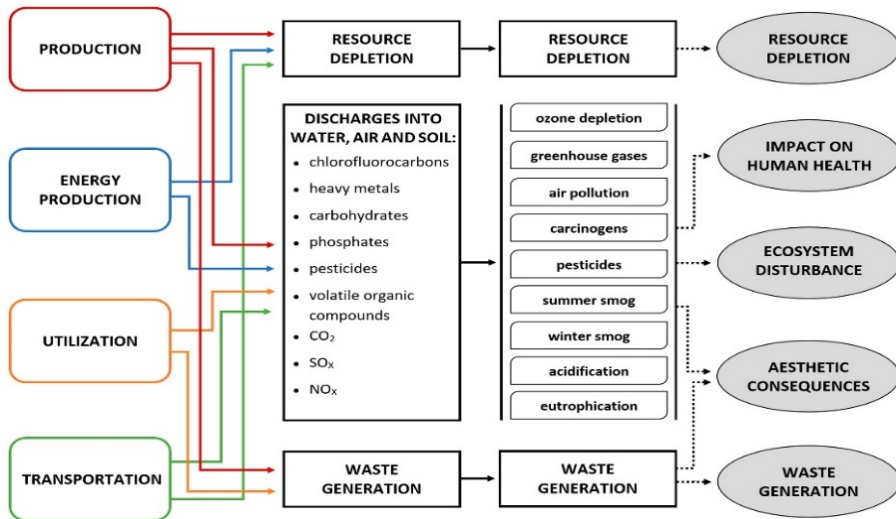 PRODUCTION
ENERGY
PRODUCTION
UTILIZATION
TRANSPORTATION
RESOURCE
DEPLETION
DISCHARGES INTO
WATER, AIR AND SOIL:
• chlorofluorocarbons
• heavy metals
• carbohydrates
• phosphates
• pesticides
• volatile organic
compounds
• CO₂
• SOₓ
• NOₓ
WASTE
GENERATION
RESOURCE
DEPLETION
ozone depletion
greenhouse gases
air pollution
carcinogens
pesticides
summer smog
winter smog
acidification
eutrophication
WASTE
GENERATION
RESOURCE
DEPLETION
IMPACT ON
HUMAN HEALTH
ECOSYSTEM
DISTURBANCE
AESTHETIC
CONSEQUENCES
WASTE
GENERATION